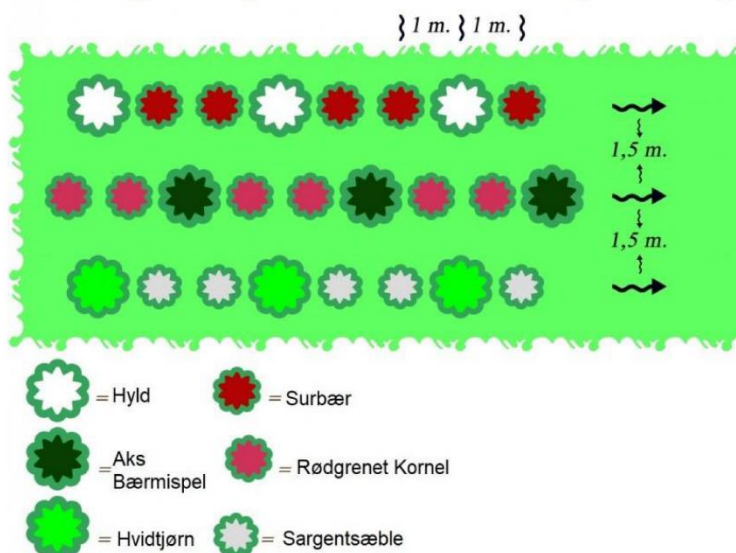 1 m. 1 m.
1,5 m.
1,5 m.
= Hyld
= Surbær
= Aks
Bærmispel
= Rødgrenet Kornel
= Hvidtjørn
= Sargentsæble